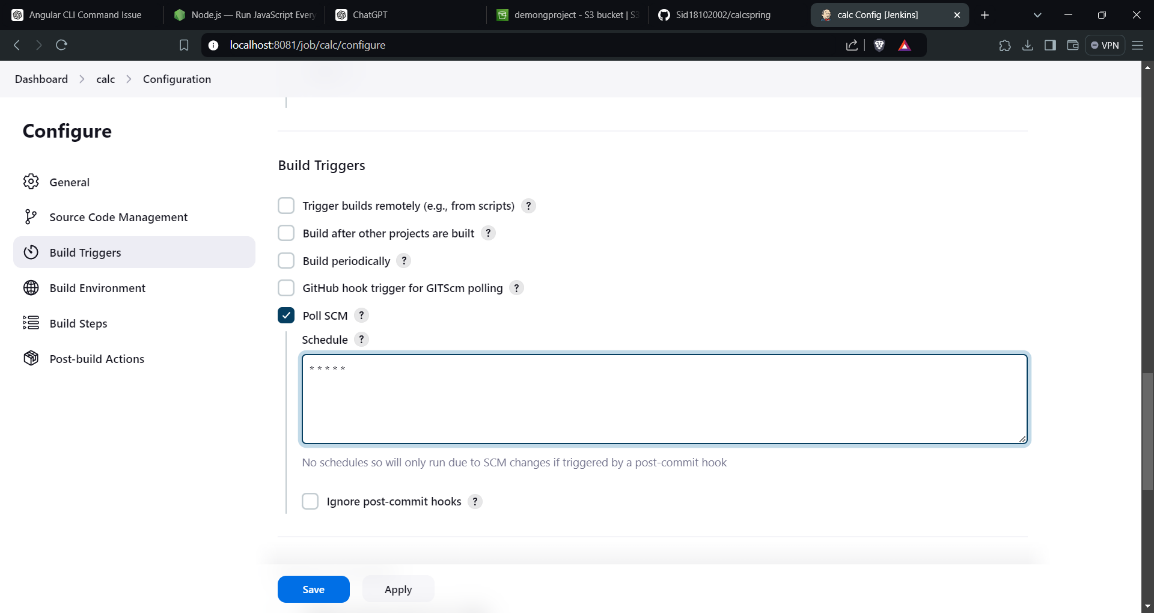 Angular CLI Command Issue
Node.js — Run JavaScript Every
ChatGPT
demongproject - S3 bucket | S3
Sid18102002/calcspring
calc Config [Jenkins]
localhost:8081/job/calc/configure
VPN
Dashboard > calc > Configuration
Configure
General
Source Code Management
Build Triggers
Build Environment
Build Steps
Post-build Actions
Build Triggers
Trigger builds remotely (e.g., from scripts) ?
Build after other projects are built ?
Build periodically ?
GitHub hook trigger for GITScm polling ?
Poll SCM ?
Schedule ?
* * * * *
No schedules so will only run due to SCM changes if triggered by a post-commit hook
Ignore post-commit hooks ?
Save
Apply